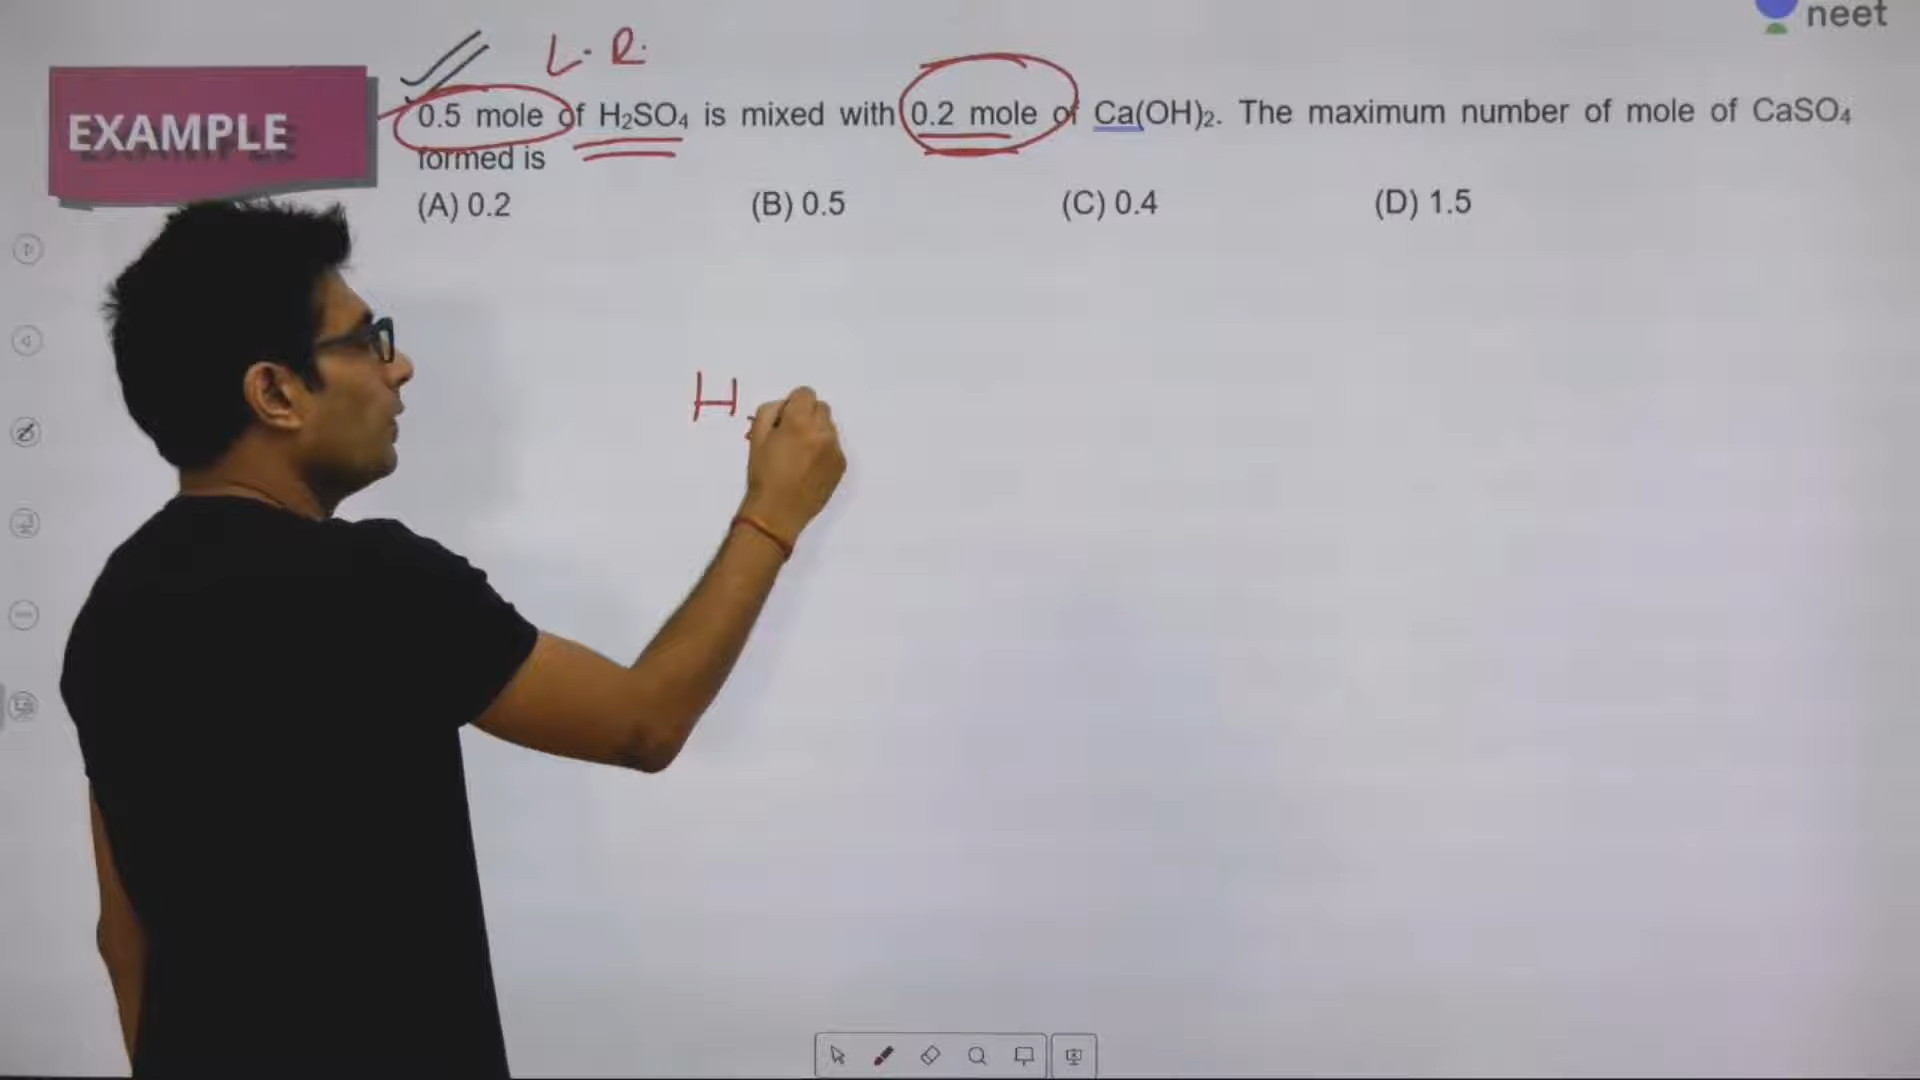 neet
L. R.
EXAMPLE
0.5 mole of H₂SO₄ is mixed with 0.2 mole of Ca(OH)₂. The maximum number of mole of CaSO₄
formed is
(A) 0.2 (B) 0.5 (C) 0.4 (D) 1.5
H